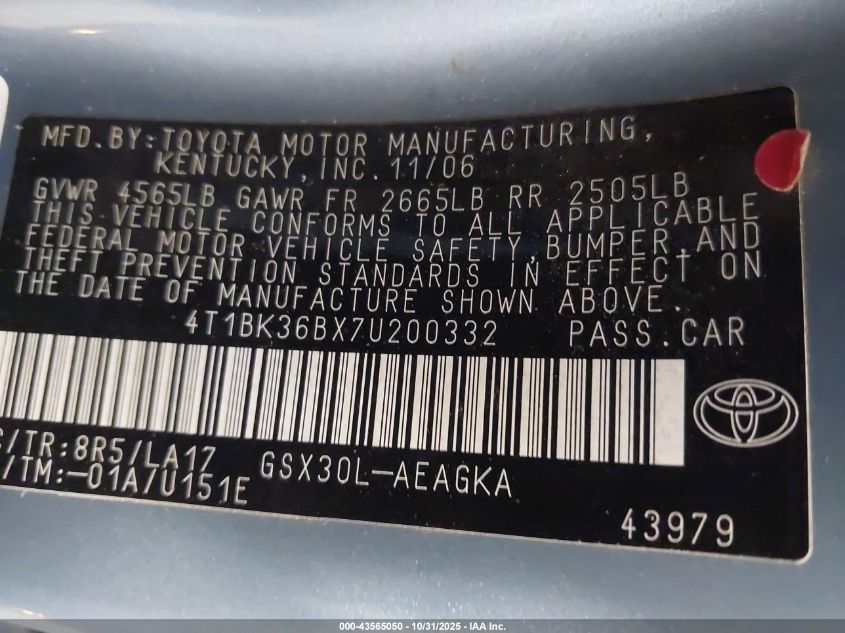 MFD.BY:TOYOTA MOTOR MANUFACTURING,
KENTUCKY, INC. 11/06
GVWR 4565LB GAWR FR 2665LB RR 2505LB
THIS VEHICLE CONFORMS TO ALL APPLICABLE
FEDERAL MOTOR VEHICLE SAFETY,BUMPER,AND
THEFT PREVENTION STANDARDS IN EFFECT ON
THE DATE OF MANUFACTURE SHOWN ABOVE.
4T1BK36BX7U200332 PASS.CAR
/TR:8R5/LA17 GSX30L-AEAGKA
/TM:-01A/U151E
43979
000-43565050 - 10/31/2025 - IAA Inc.